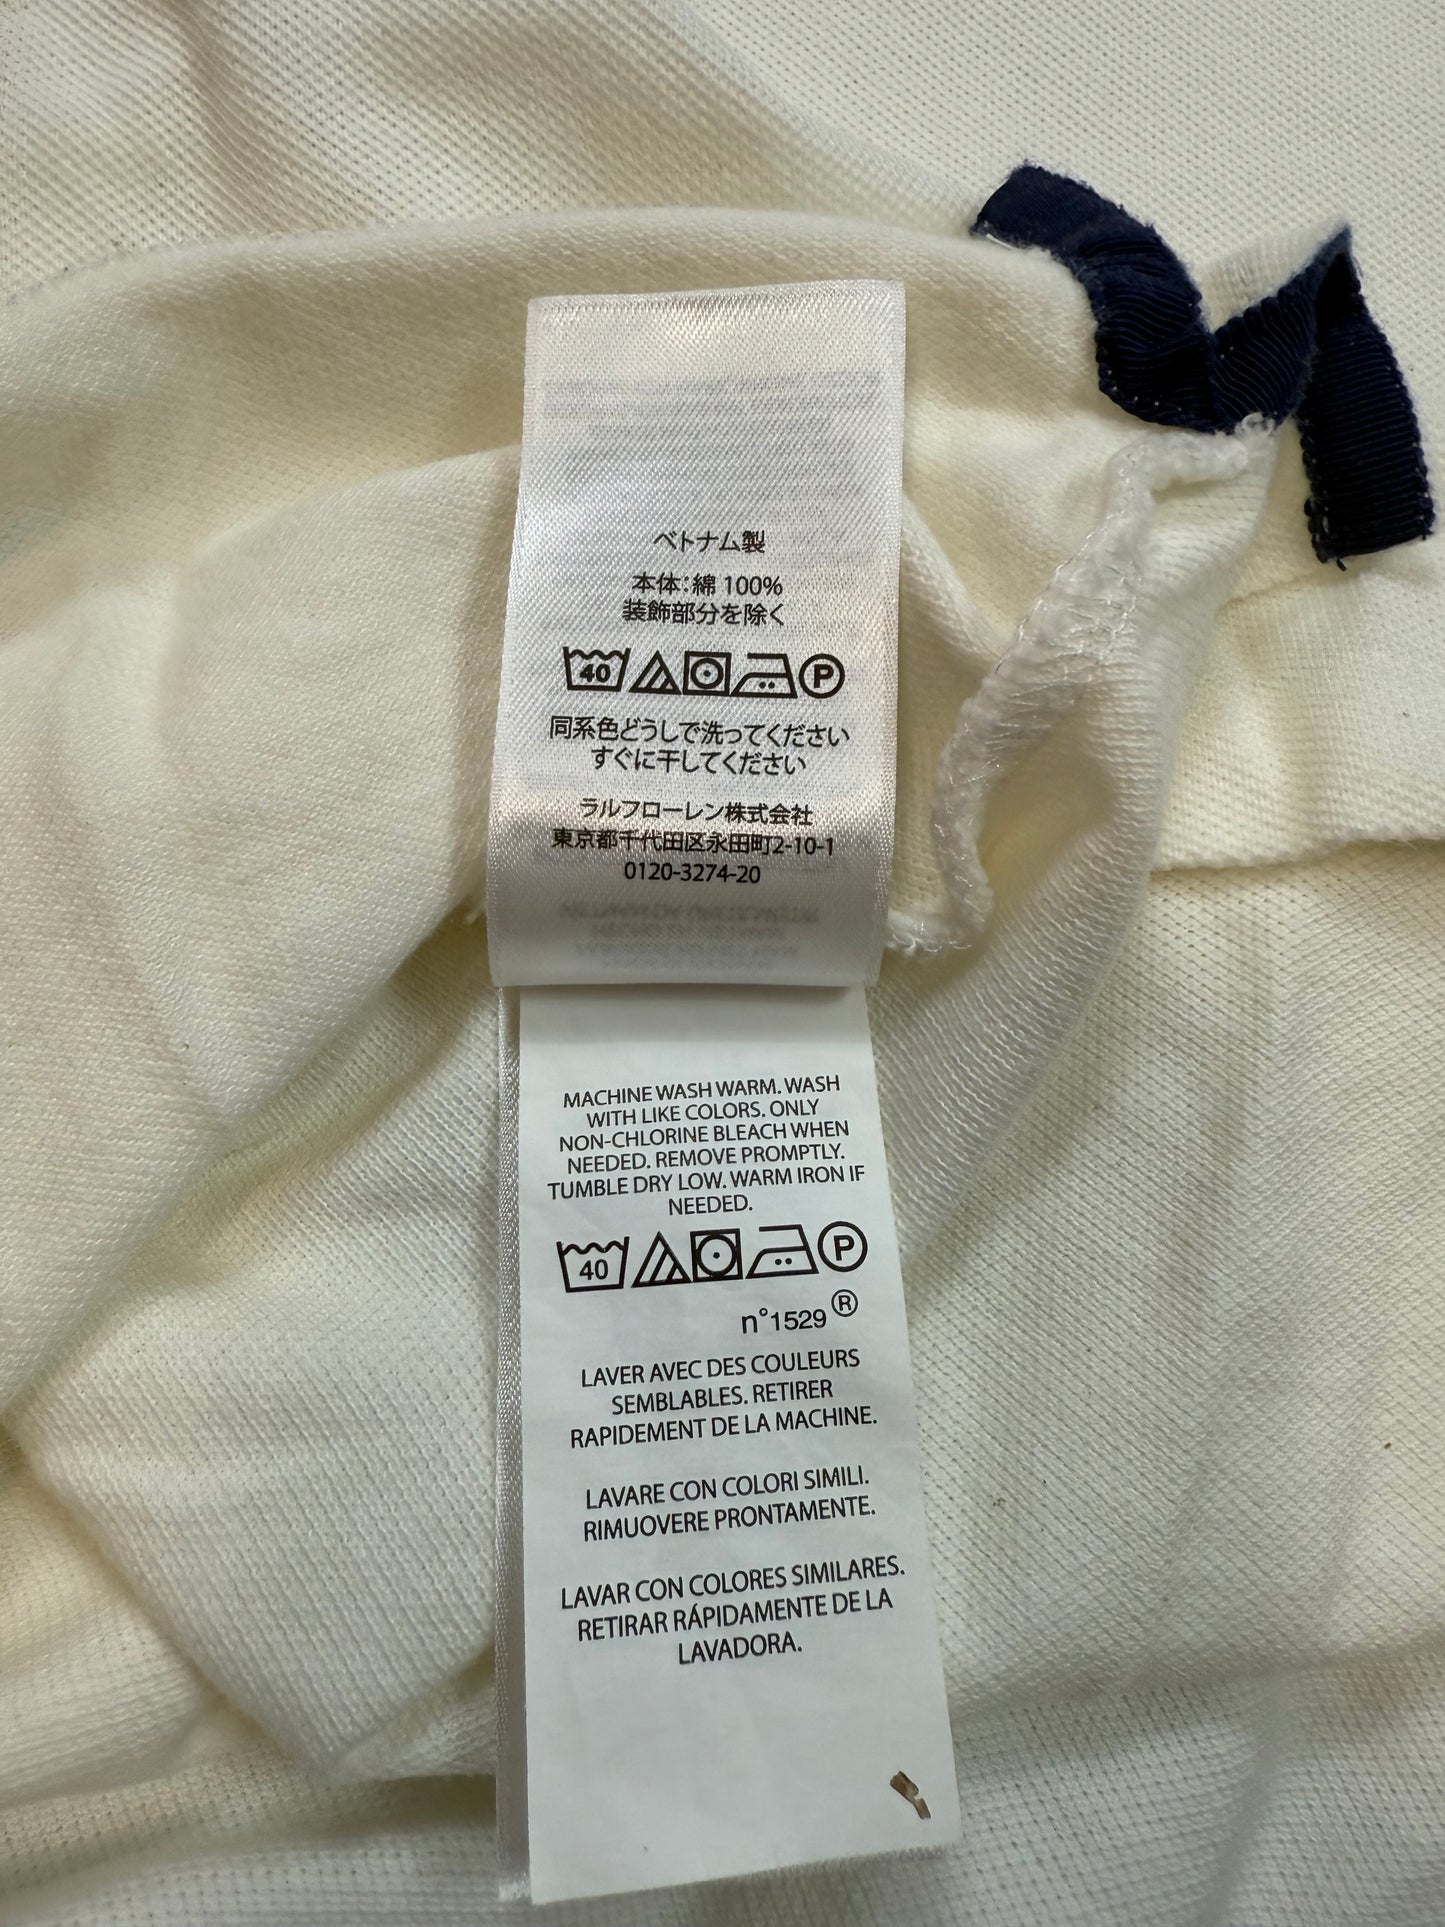 ベトナム製
本体:綿 100%
装飾部分を除く
40 P
同系色どうしで洗ってください
すぐに干してください
ラルフローレン株式会社
東京都千代田区永田町2-10-1
0120-3274-20
MACHINE WASH WARM. WASH
WITH LIKE COLORS. ONLY
NON-CHLORINE BLEACH WHEN
NEEDED. REMOVE PROMPTLY.
TUMBLE DRY LOW. WARM IRON IF
NEEDED.
40 P
n°1529®
LAVER AVEC DES COULEURS
SEMBLABLES. RETIRER
RAPIDEMENT DE LA MACHINE.
LAVARE CON COLORI SIMILI.
RIMUOVERE PRONTAMENTE.
LAVAR CON COLORES SIMILARES.
RETIRAR RÁPIDAMENTE DE LA
LAVADORA.